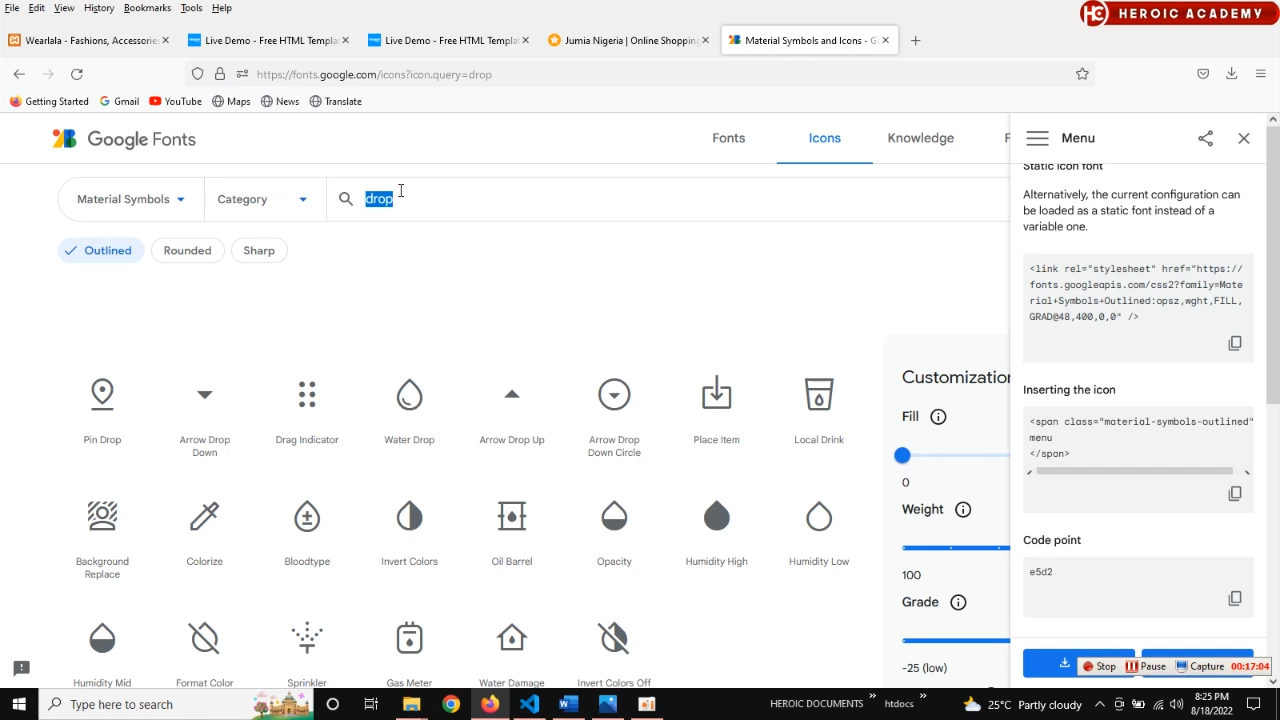 File Edit View History Bookmarks Tools Help
HC HEROIC ACADEMY
Wearlala - Fashions, Accessories
Live Demo - Free HTML Templa
Live Demo - Free HTML Templa
Jumia Nigeria | Online Shopping
Material Symbols and Icons - G
https://fonts.google.com/icons?icon.query=drop
Getting Started Gmail YouTube Maps News Translate
Google Fonts
Fonts Icons Knowledge F
Menu
Material Symbols Category drop
Outlined Rounded Sharp
Static icon font
Alternatively, the current configuration can
be loaded as a static font instead of a
variable one.
<link rel="stylesheet" href="https://
fonts.googleapis.com/css2?family=Mate
rial+Symbols+Outlined:opsz,wght,FILL,
GRAD@48,400,0,0" />
Inserting the icon
<span class="material-symbols-outlined"
menu
</span>
Code point
e5d2
Pin Drop
Arrow Drop
Down
Drag Indicator
Water Drop
Arrow Drop Up
Arrow Drop
Down Circle
Place Item
Local Drink
Background
Replace
Colorize
Bloodtype
Invert Colors
Oil Barrel
Opacity
Humidity High
Humidity Low
Humidity Mid
Format Color
Sprinkler
Gas Meter
Water Damage
Invert Colors Off
Customization
Fill
0
Weight
100
Grade
-25 (low)
Stop Pause Capture 00:17:04
Type here to search
HEROIC DOCUMENTS » htdocs »
25°C Partly cloudy
8:25 PM
8/18/2022